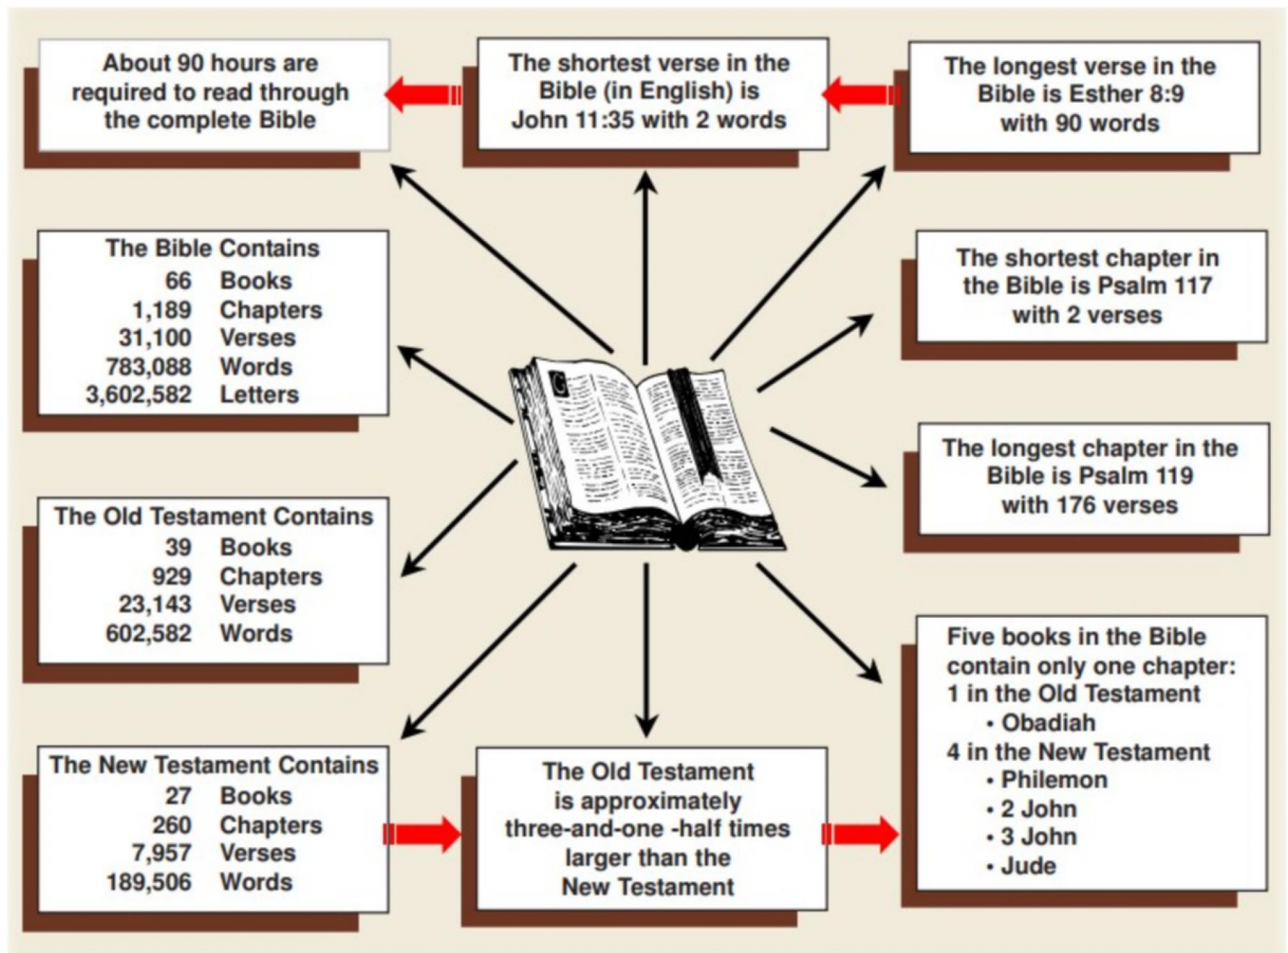 About 90 hours are
required to read through
the complete Bible
The shortest verse in the
Bible (in English) is
John 11:35 with 2 words
The longest verse in the
Bible is Esther 8:9
with 90 words
The Bible Contains
66 Books
1,189 Chapters
31,100 Verses
783,088 Words
3,602,582 Letters
The shortest chapter in
the Bible is Psalm 117
with 2 verses
The longest chapter in the
Bible is Psalm 119
with 176 verses
The Old Testament Contains
39 Books
929 Chapters
23,143 Verses
602,582 Words
The New Testament Contains
27 Books
260 Chapters
7,957 Verses
189,506 Words
The Old Testament
is approximately
three-and-one -half times
larger than the
New Testament
Five books in the Bible
contain only one chapter:
1 in the Old Testament
• Obadiah
4 in the New Testament
• Philemon
• 2 John
• 3 John
• Jude